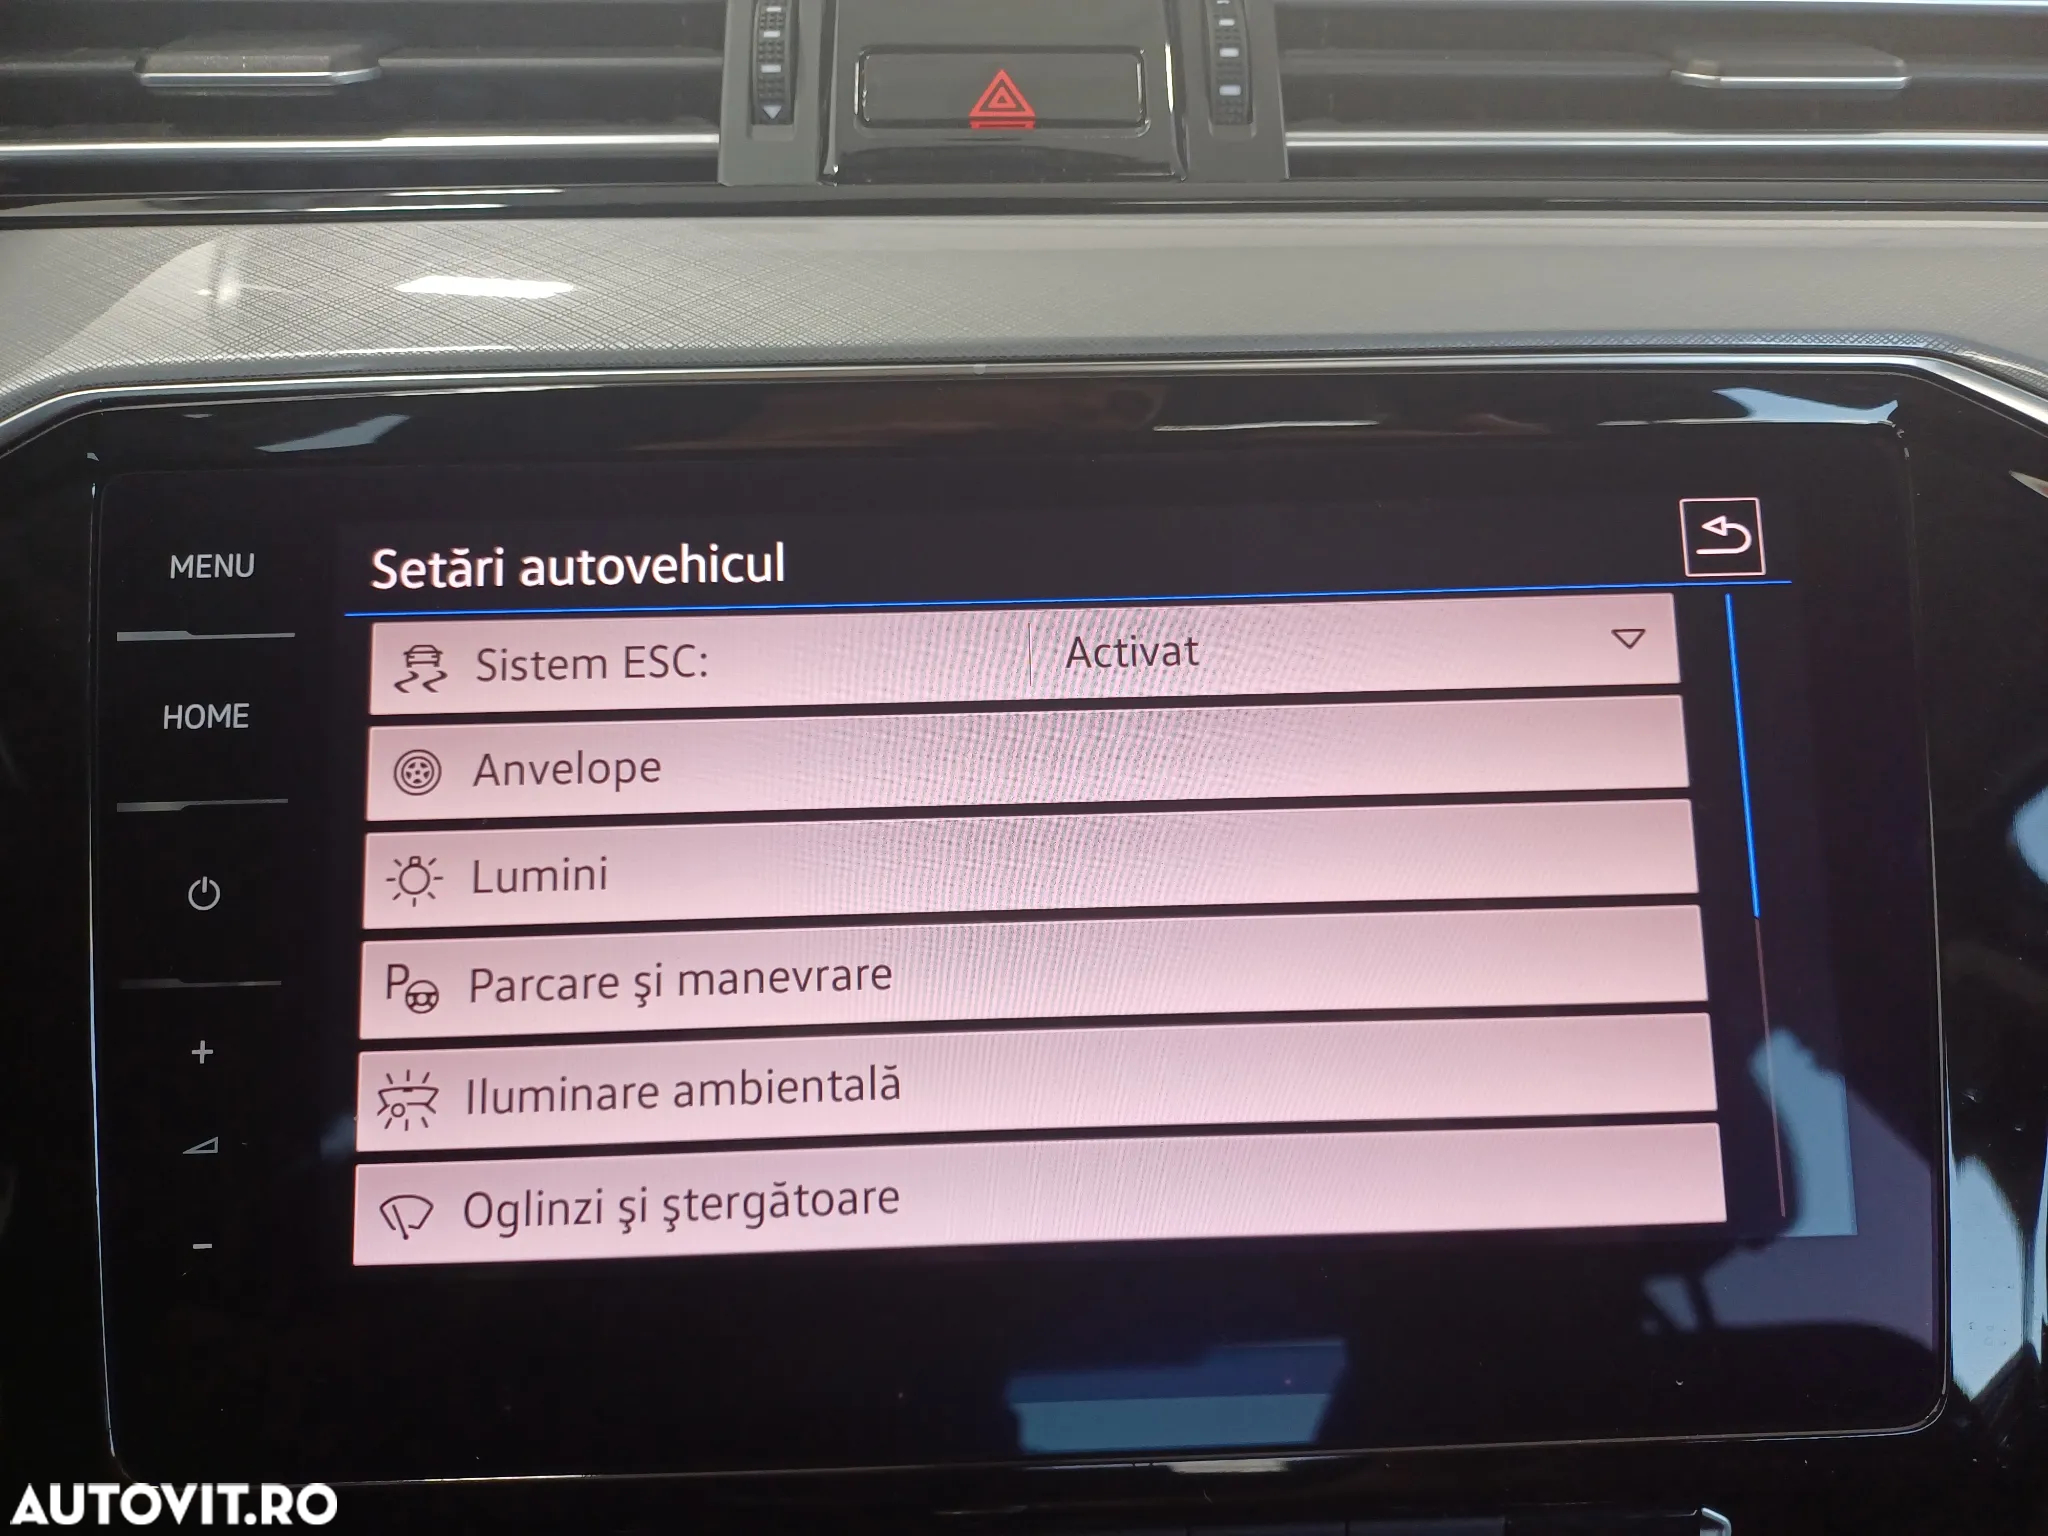 MENU
HOME
Setări autovehicul
Sistem ESC: Activat
Anvelope
Lumini
Parcare şi manevrare
Iluminare ambientală
Oglinzi şi ştergătoare
+
-
AUTOVIT.RO